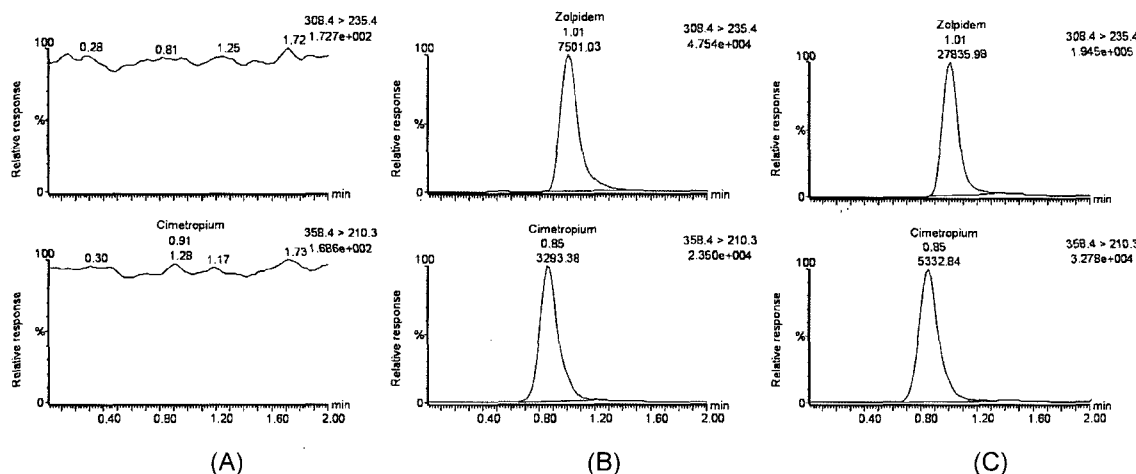 308.4 > 235.4
1.727e+002
100
0.28
0.81
1.25
1.72
Relative response
%
0
min
Cimetropium
0.91
1.28
358.4 > 210.3
1.686e+002
100
0.30
1.17
1.73
Relative response
%
0
min
0.40 0.80 1.20 1.60 2.00
(A)
Zolpidem
1.01
7501.03
308.4 > 235.4
4.754e+004
100
Relative response
%
0
min
Cimetropium
0.85
3293.38
358.4 > 210.3
2.350e+004
100
Relative response
%
0
min
0.40 0.80 1.20 1.60 2.00
(B)
Zolpidem
1.01
27835.98
308.4 > 235.4
1.945e+005
100
Relative response
%
0
min
Cimetropium
0.85
5332.84
358.4 > 210.3
3.278e+004
100
Relative response
%
0
min
0.40 0.80 1.20 1.60 2.00
(C)